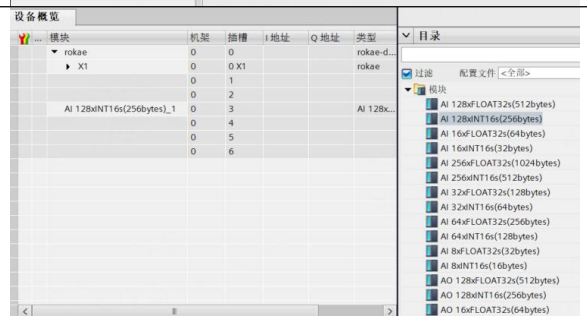 设备概览
... 模块 机架 插槽 I 地址 Q 地址 类型
rokae 0 0 rokae-d...
X1 0 0 X1 rokae
0 1
0 2
AI 128xINT16s(256bytes)_1 0 3 AI 128x...
0 4
0 5
0 6
目录
过滤 配置文件 <全部>
模块
AI 128xFLOAT32s(512bytes)
AI 128xINT16s(256bytes)
AI 16xFLOAT32s(64bytes)
AI 16xINT16s(32bytes)
AI 256xFLOAT32s(1024bytes)
AI 256xINT16s(512bytes)
AI 32xFLOAT32s(128bytes)
AI 32xINT16s(64bytes)
AI 64xFLOAT32s(256bytes)
AI 64xINT16s(128bytes)
AI 8xFLOAT32s(32bytes)
AI 8xINT16s(16bytes)
AO 128xFLOAT32s(512bytes)
AO 128xINT16s(256bytes)
AO 16xFLOAT32s(64bytes)